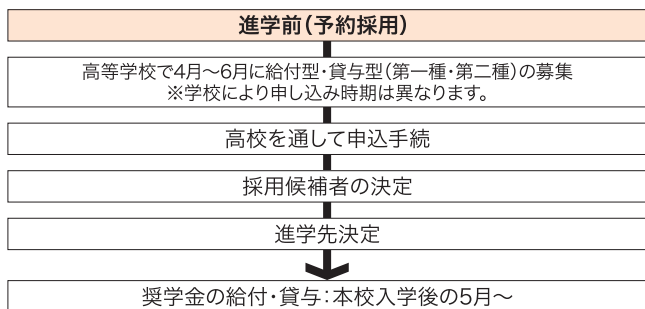 進学前(予約採用)
高等学校で4月〜6月に給付型・貸与型(第一種・第二種)の募集
※学校により申し込み時期は異なります。
高校を通して申込手続
採用候補者の決定
進学先決定
奨学金の給付・貸与：本校入学後の5月〜